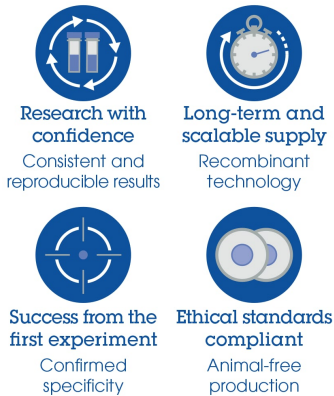 Research with
confidence
Consistent and
reproducible results
Long-term and
scalable supply
Recombinant
technology
Success from the
first experiment
Confirmed
specificity
Ethical standards
compliant
Animal-free
production